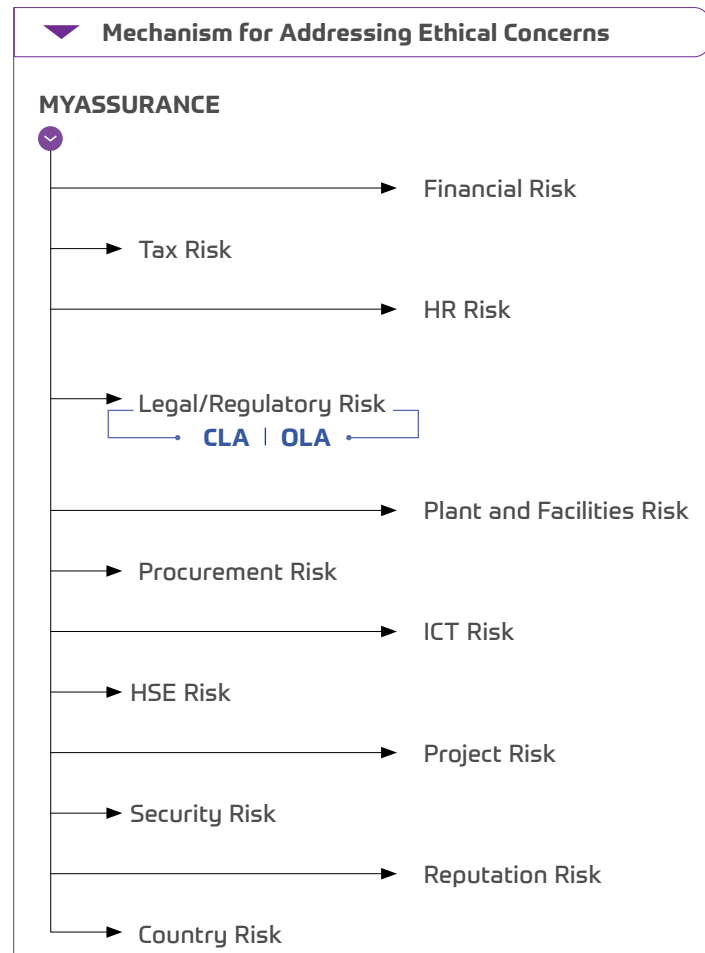 Mechanism for Addressing Ethical Concerns
MYASSURANCE
Financial Risk
Tax Risk
HR Risk
Legal/Regulatory Risk
CLA | OLA
Plant and Facilities Risk
Procurement Risk
ICT Risk
HSE Risk
Project Risk
Security Risk
Reputation Risk
Country Risk